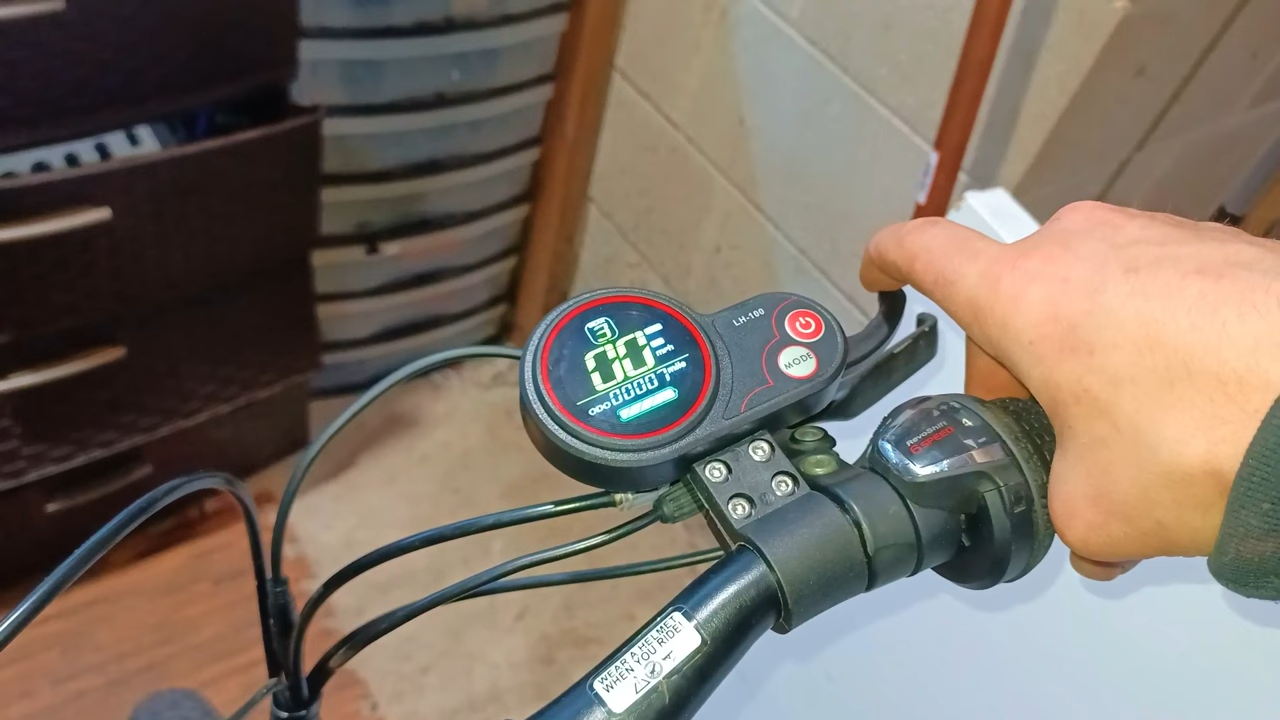 3
00 mph
ODO 00007 mile
LH-100
MODE
RevoShift
6 SPEED
4
WEAR A HELMET
WHEN YOU RIDE!